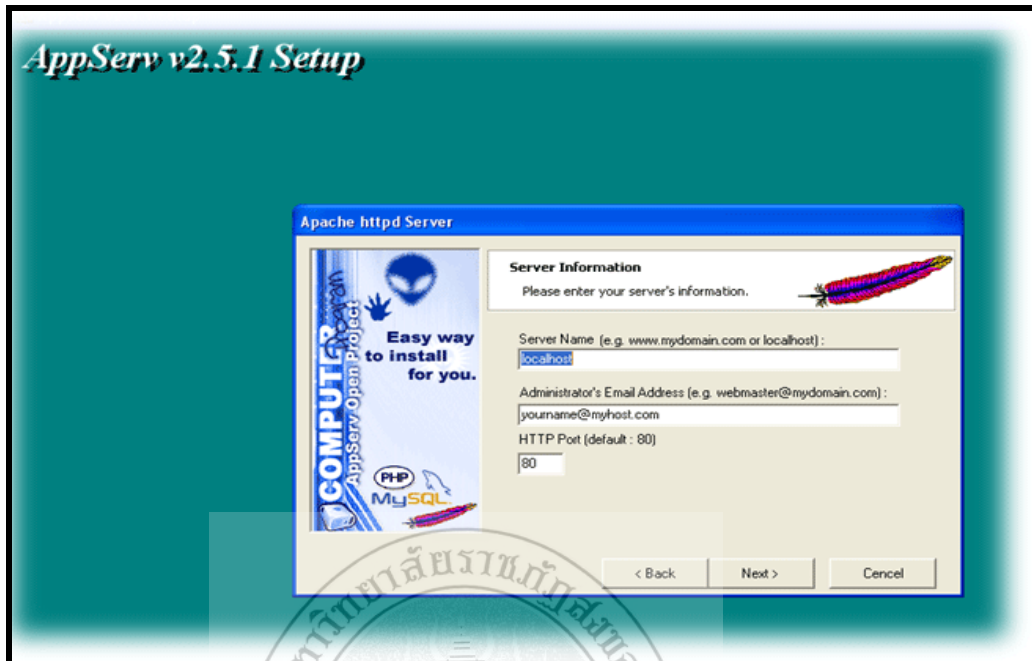 AppServ v2.5.1 Setup
Apache httpd Server
COMPUTER
Program
AppServ Open Project
Easy way
to install
for you.
PHP
MySQL
Server Information
Please enter your server's information.
Server Name (e.g. www.mydomain.com or localhost) :
localhost
Administrator's Email Address (e.g. webmaster@mydomain.com) :
yourname@myhost.com
HTTP Port (default : 80)
80
< Back
Next >
Cencel